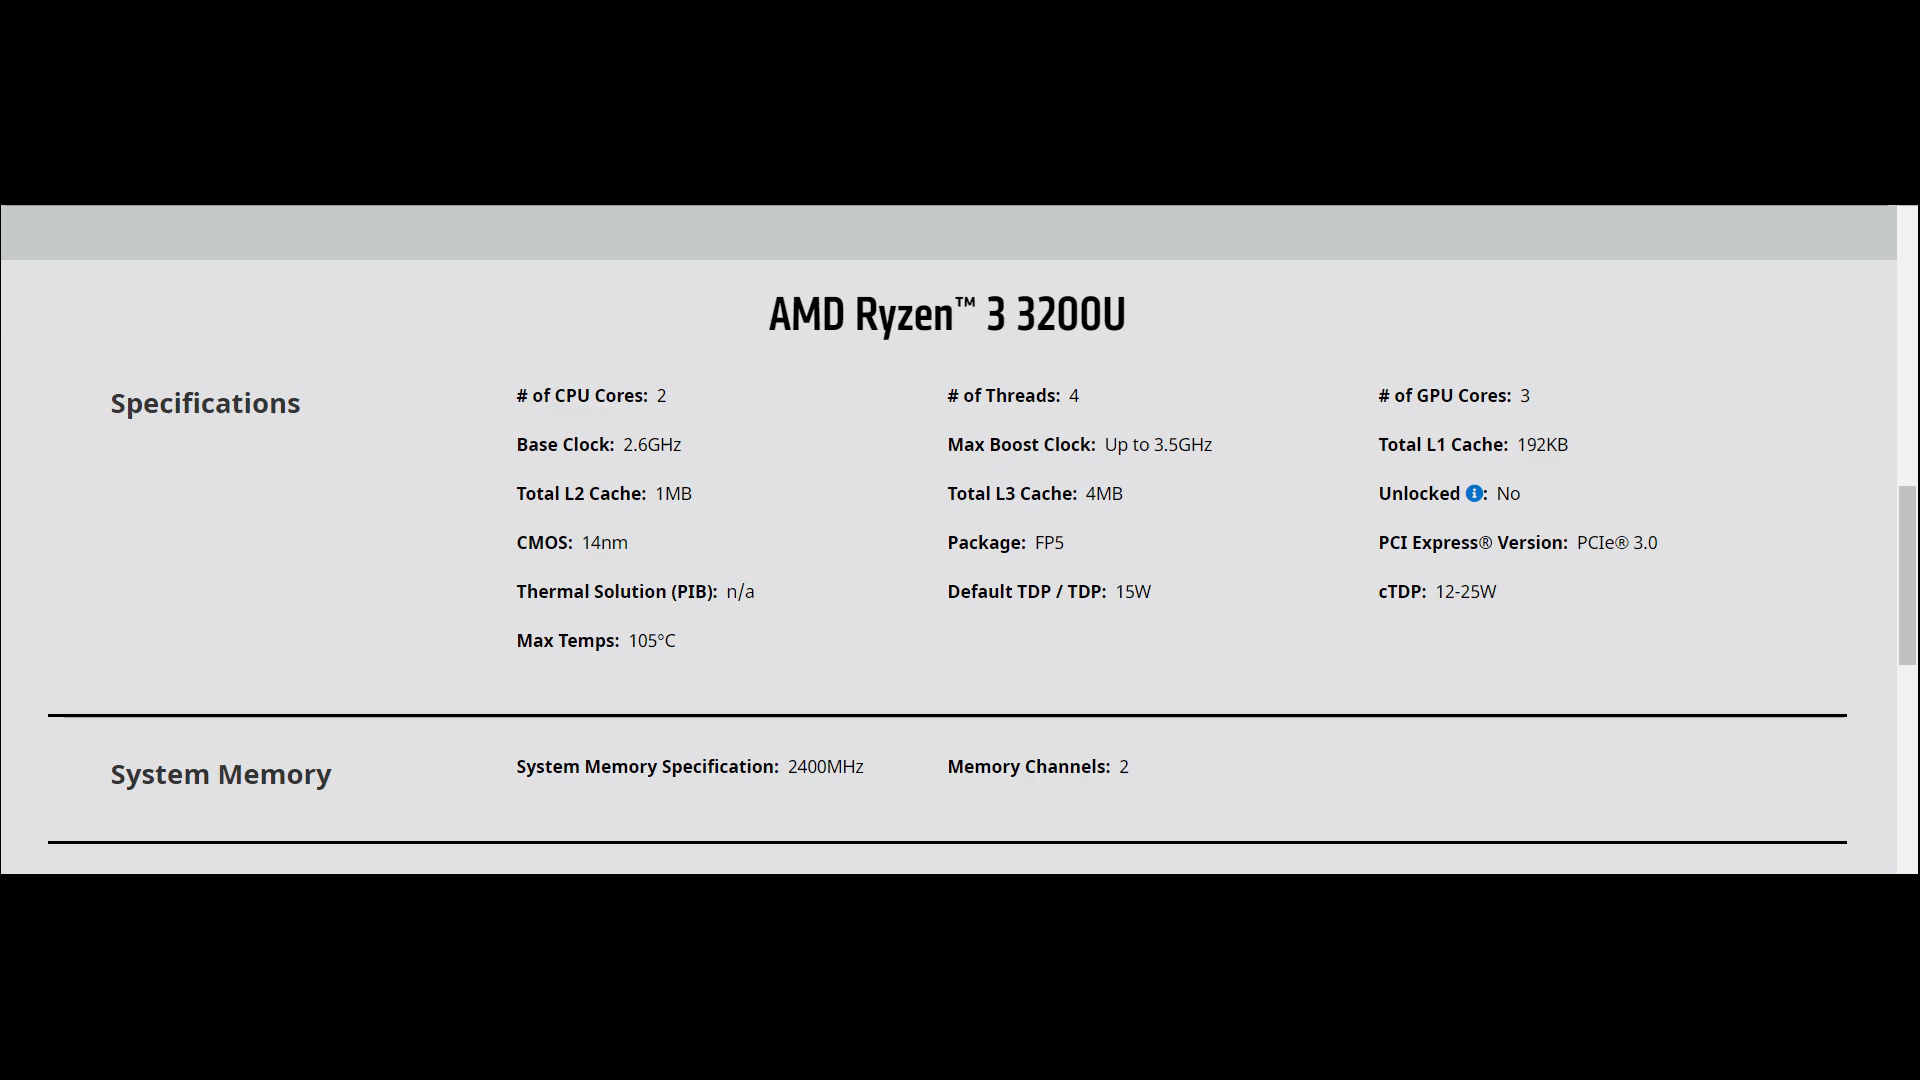 AMD Ryzen™ 3 3200U
Specifications
# of CPU Cores: 2
# of Threads: 4
# of GPU Cores: 3
Base Clock: 2.6GHz
Max Boost Clock: Up to 3.5GHz
Total L1 Cache: 192KB
Total L2 Cache: 1MB
Total L3 Cache: 4MB
Unlocked : No
CMOS: 14nm
Package: FP5
PCI Express® Version: PCIe® 3.0
Thermal Solution (PIB): n/a
Default TDP / TDP: 15W
cTDP: 12-25W
Max Temps: 105°C
System Memory
System Memory Specification: 2400MHz
Memory Channels: 2